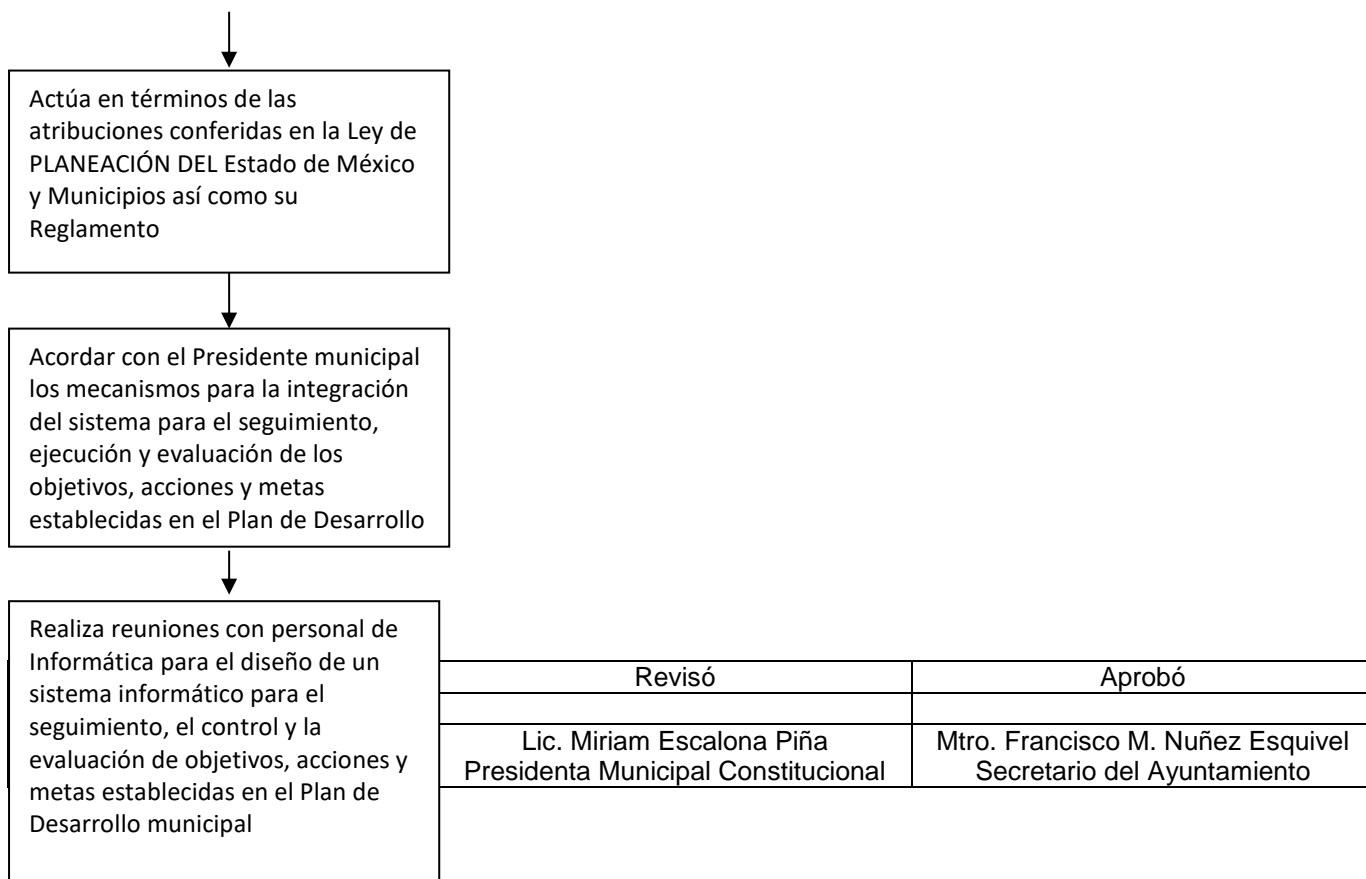 Actúa en términos de las
atribuciones conferidas en la Ley de
PLANEACIÓN DEL Estado de México
y Municipios así como su
Reglamento
Acordar con el Presidente municipal
los mecanismos para la integración
del sistema para el seguimiento,
ejecución y evaluación de los
objetivos, acciones y metas
establecidas en el Plan de Desarrollo
Realiza reuniones con personal de
Informática para el diseño de un
sistema informático para el
seguimiento, el control y la
evaluación de objetivos, acciones y
metas establecidas en el Plan de
Desarrollo municipal
Revisó
Aprobó
Lic. Miriam Escalona Piña
Presidenta Municipal Constitucional
Mtro. Francisco M. Nuñez Esquivel
Secretario del Ayuntamiento